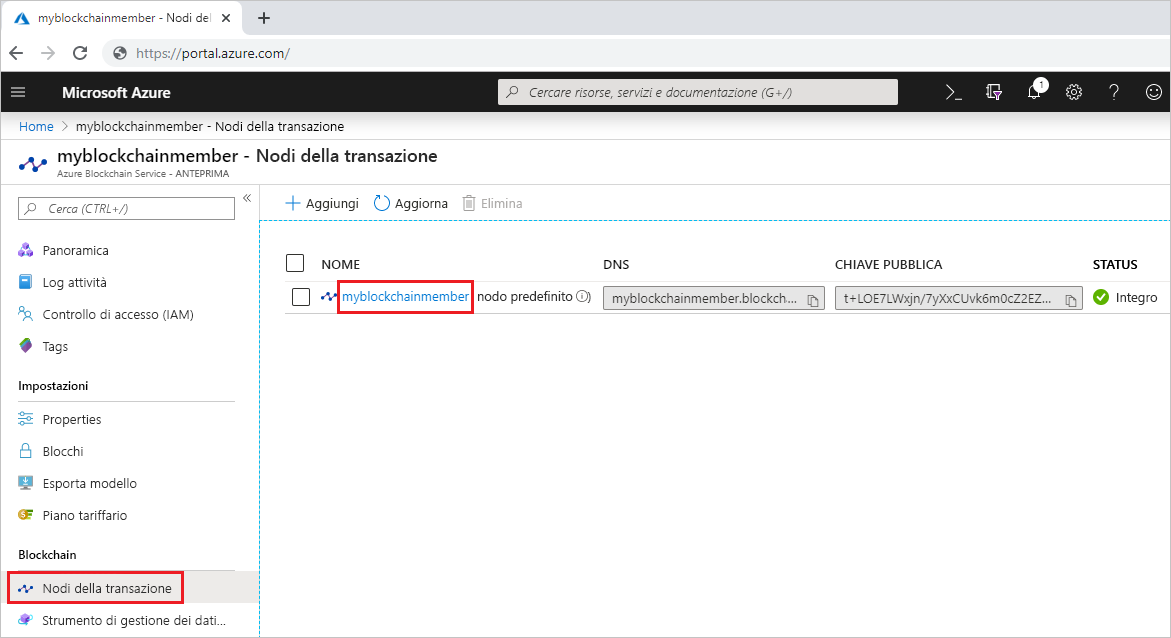 myblockchainmember - Nodi del
https://portal.azure.com/
Microsoft Azure
Cercare risorse, servizi e documentazione (G+/)
1
Home > myblockchainmember - Nodi della transazione
myblockchainmember - Nodi della transazione
Azure Blockchain Service - ANTEPRIMA
Cerca (CTRL+/)
Panoramica
Log attività
Controllo di accesso (IAM)
Tags
Impostazioni
Properties
Blocchi
Esporta modello
Piano tariffario
Blockchain
Nodi della transazione
Strumento di gestione dei dati...
Aggiungi Aggiorna Elimina
NOME DNS CHIAVE PUBBLICA STATUS
myblockchainmember nodo predefinito myblockchainmember.blockch... t+LOE7LWxjn/7yXxCUvk6m0cZ2EZ... Integro